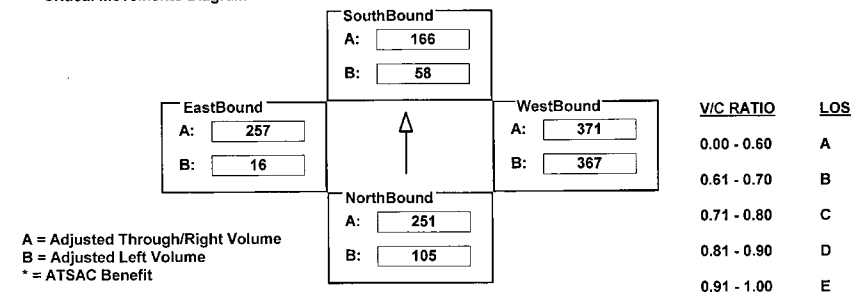 SouthBound
A: 166
B: 58
EastBound
A: 257
B: 16
WestBound
A: 371
B: 367
NorthBound
A: 251
B: 105
A = Adjusted Through/Right Volume
B = Adjusted Left Volume
* = ATSAC Benefit
V/C RATIO LOS
0.00 - 0.60 A
0.61 - 0.70 B
0.71 - 0.80 C
0.81 - 0.90 D
0.91 - 1.00 E